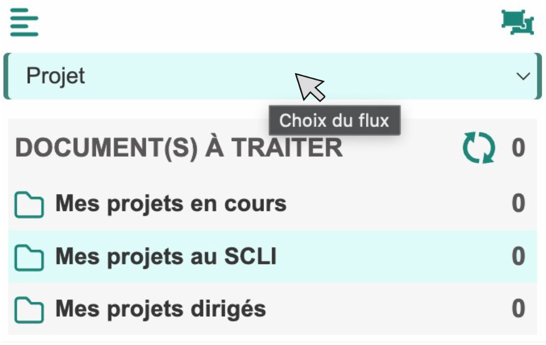 Projet
Choix du flux
DOCUMENT(S) À TRAITER 0
Mes projets en cours 0
Mes projets au SCLI 0
Mes projets dirigés 0